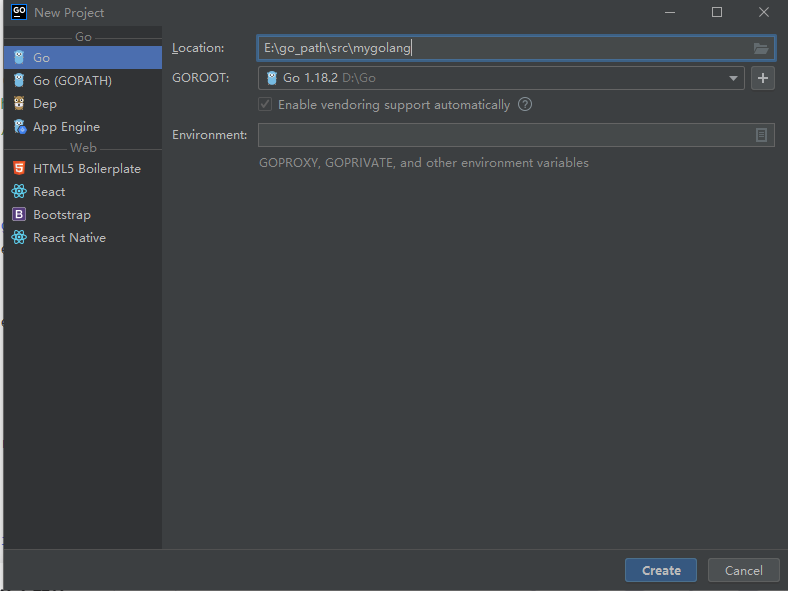 GO New Project
Go
Go
Go (GOPATH)
Dep
App Engine
Web
HTML5 Boilerplate
React
B Bootstrap
React Native
Location: E:\go_path\src\mygolang
GOROOT: Go 1.18.2 D:\Go
Enable vendoring support automatically ?
Environment:
GOPROXY, GOPRIVATE, and other environment variables
Create Cancel